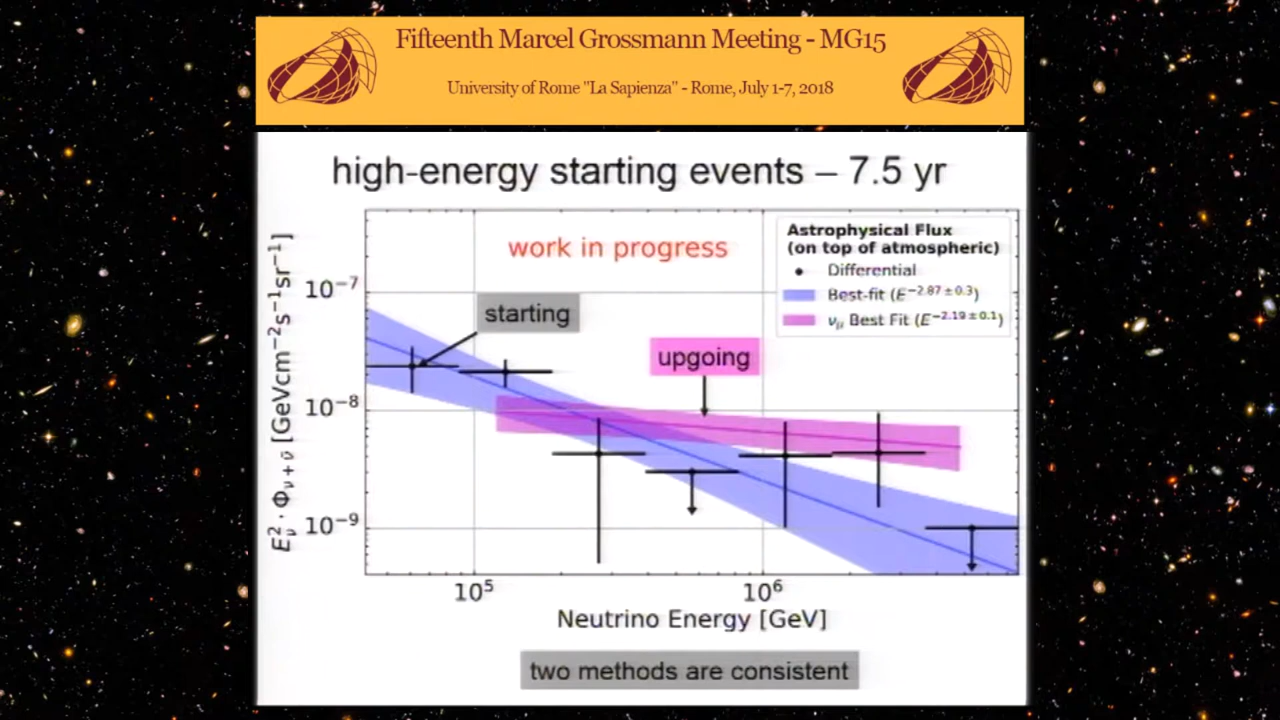 Fifteenth Marcel Grossmann Meeting - MG15
University of Rome "La Sapienza" - Rome, July 1-7, 2018
high-energy starting events – 7.5 yr
work in progress
Astrophysical Flux
(on top of atmospheric)
Differential
Best-fit (E^−2.87±0.3)
ν_μ Best Fit (E^−2.19±0.1)
starting
upgoing
E_ν^2 · Φ_ν+ν̄ [GeVcm^−2s^−1sr^−1]
10^−7
10^−8
10^−9
10^5
10^6
Neutrino Energy [GeV]
two methods are consistent